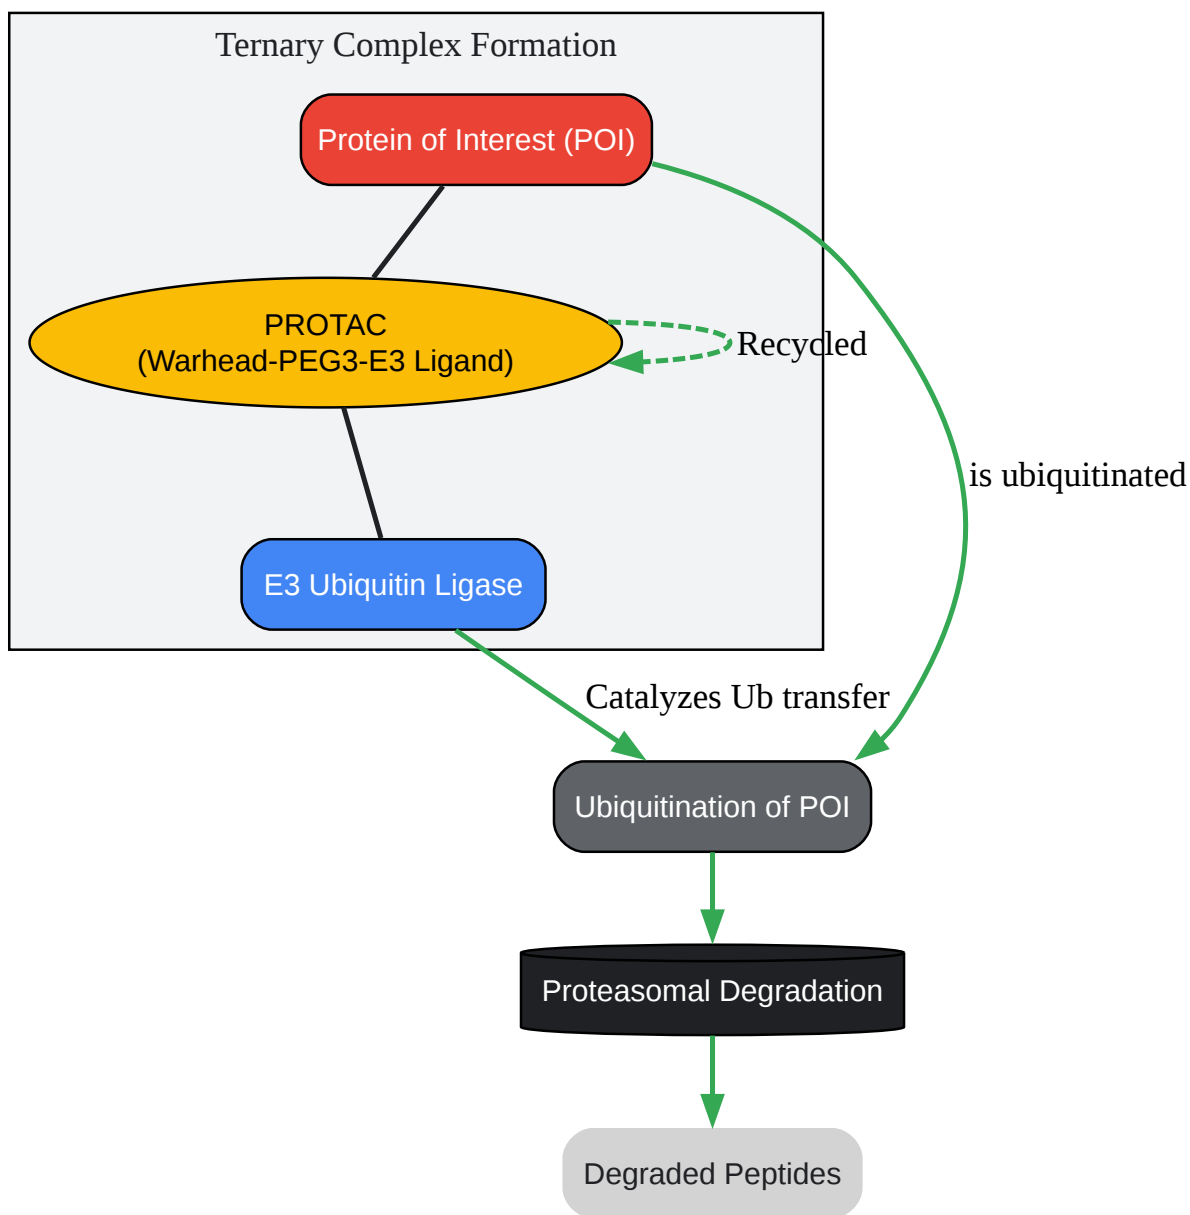 Ternary Complex Formation
Protein of Interest (POI)
PROTAC
(Warhead-PEG3-E3 Ligand)
Recycled
is ubiquitinated
E3 Ubiquitin Ligase
Catalyzes Ub transfer
Ubiquitination of POI
Proteasomal Degradation
Degraded Peptides